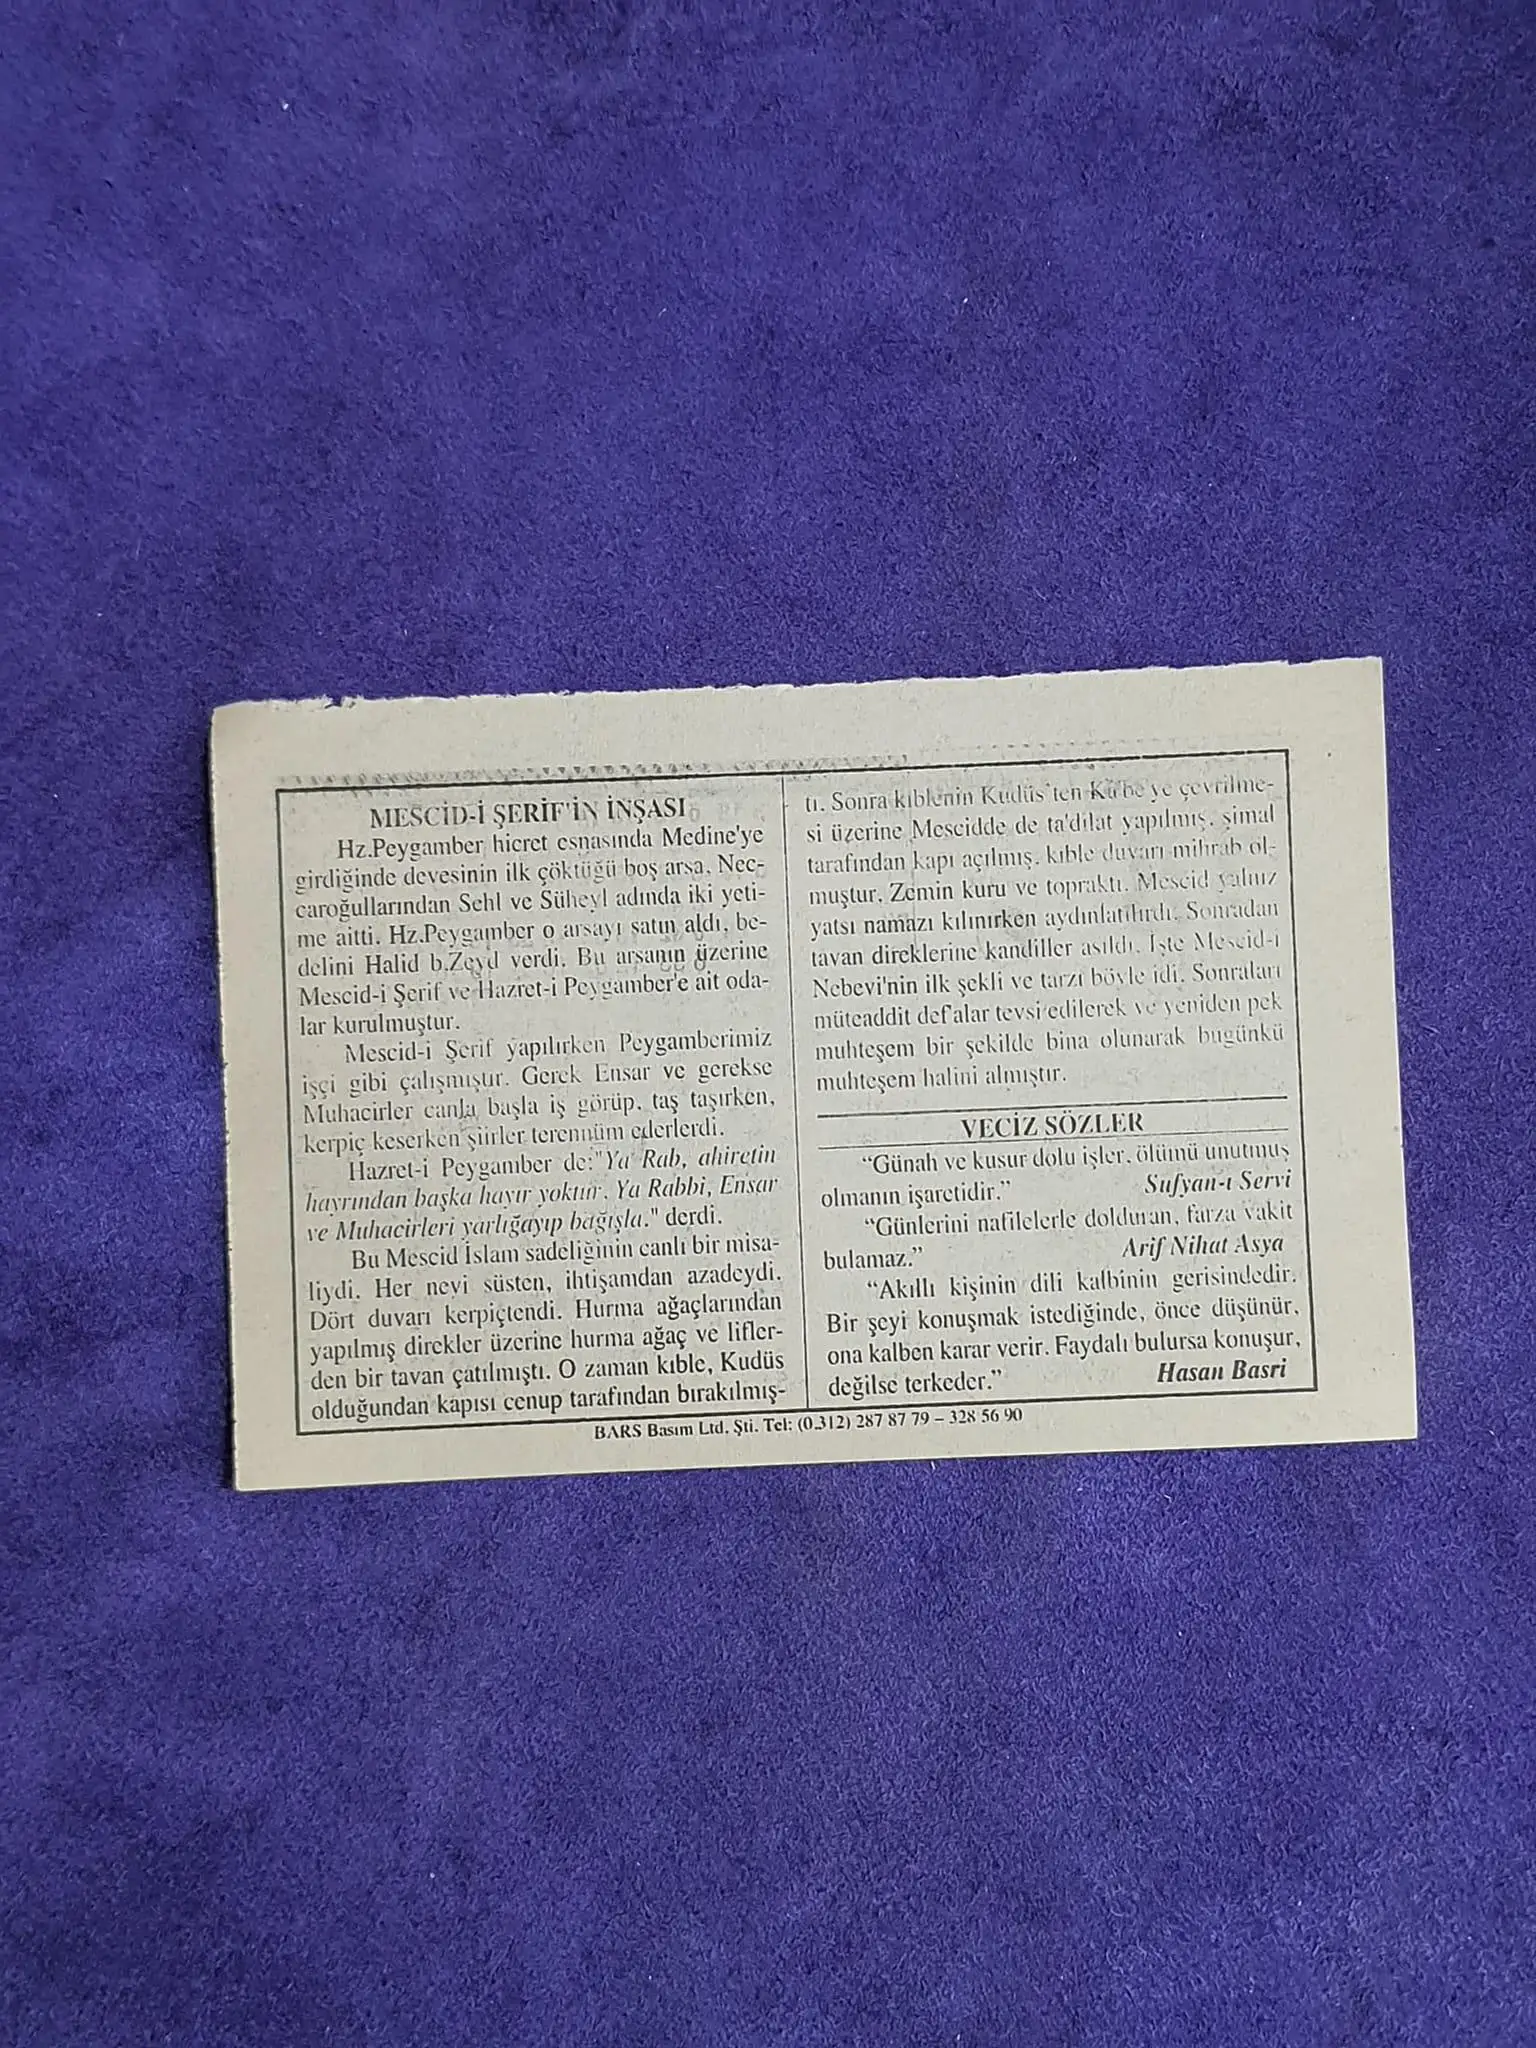 MESCİD-İ ŞERİF'İN İNŞASI
Hz.Peygamber hicret esnasında Medine'ye
girdiğinde devesinin ilk çöktüğü boş arsa, Nec-
caroğullarından Sehl ve Süheyl adında iki yeti-
me aitti. Hz.Peygamber o arsayı satın aldı, be-
delini Halid b.Zeyd verdi. Bu arsanın üzerine
Mescid-i Şerif ve Hazret-i Peygamber'e ait oda-
lar kurulmuştur.
Mescid-i Şerif yapılırken Peygamberimiz
işçi gibi çalışmıştır. Gerek Ensar ve gerekse
Muhacirler canla başla iş görüp, taş taşırken,
kerpiç keserken şiirler terennüm ederlerdi.
Hazret-i Peygamber de:"Ya Rab, ahiretin
hayrından başka hayır yoktur. Ya Rabbi, Ensar
ve Muhacirleri yarlığayıp bağışla." derdi.
Bu Mescid İslam sadeliğinin canlı bir misa-
liydi. Her nevi süsten, ihtişamdan azadeydi.
Dört duvarı kerpiçtendi. Hurma ağaçlarından
yapılmış direkler üzerine hurma ağaç ve lifler-
den bir tavan çatılmıştı. O zaman kıble, Kudüs
olduğundan kapısı cenup tarafından bırakılmış-
tı. Sonra kıblenin Kudüs'ten Kâbe'ye çevrilme-
si üzerine Mescidde de ta'dilat yapılmış, şimal
tarafından kapı açılmış, kıble duvarı mihrab ol-
muştur. Zemin kuru ve topraktı. Mescid yalnız
yatsı namazı kılınırken aydınlatılırdı. Sonradan
tavan direklerine kandiller asıldı. İşte Mescid-i
Nebevi'nin ilk şekli ve tarzı böyle idi. Sonraları
müteaddit def'alar tevsi edilerek ve yeniden pek
muhteşem bir şekilde bina olunarak bugünkü
muhteşem halini almıştır.
VECİZ SÖZLER
“Günah ve kusur dolu işler, ölümü unutmuş
olmanın işaretidir.” Sufyan-ı Servi
“Günlerini nafilelerle dolduran, farza vakit
bulamaz.” Arif Nihat Asya
“Akıllı kişinin dili kalbinin gerisindedir.
Bir şeyi konuşmak istediğinde, önce düşünür,
ona kalben karar verir. Faydalı bulursa konuşur,
değilse terkeder.” Hasan Basri
BARS Basım Ltd. Şti. Tel: (0.312) 287 87 79 – 328 56 90